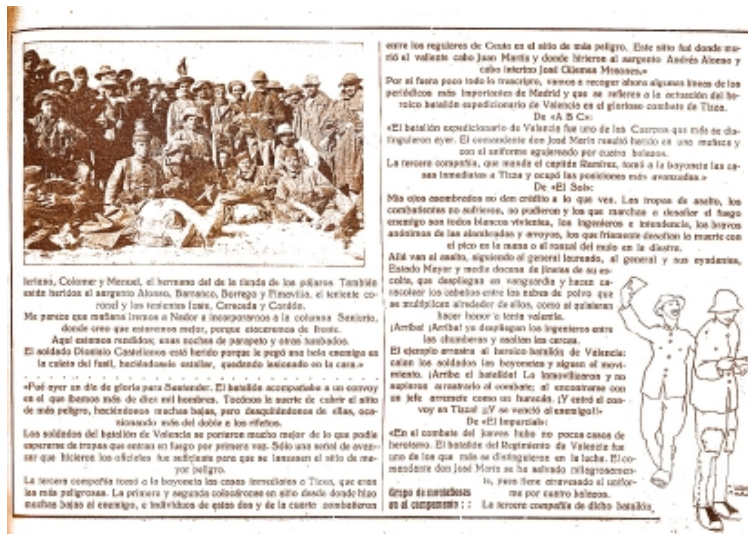 leriano, Colomer y Manuel, el hermano del de la tienda de los pájaros. También
están heridos el sargento Alonso, Barranco, Borrego y Pinevilla, el teniente co-
ronel y los tenientes Jose, Cerecada y Cordón.
Me parece que mañana iremos a Nador a incorporarnos a la columna Sanjurjo,
donde creo que estaremos mejor, porque atacaremos de frente.
Aquí estamos rendidos; unas noches de parapeto y otras tumbados.
El soldado Dionisio Castellanos está herido porque le pegó una bala enemiga en
la culata del fusil, haciéndosele estallar, quedando lesionado en la cara.»
«Fué ayer un día de gloria para Santander. El batallón acompañaba a un convoy
en el que íbamos más de diez mil hombres. Tocónos la suerte de cubrir el sitio
de más peligro, haciéndonos muchas bajas, pero desquitándonos de ellas, oca-
sionando más del doble a los rifeños.
Los soldados del batallón de Valencia se portaron mucho mejor de lo que podía
esperarse de tropas que entran en fuego por primera vez. Sólo una señal de avan-
zar que hicieron los oficiales fue suficiente para que se lanzasen al sitio de ma-
yor peligro.
La tercera compañía tomó a la bayoneta las casas inmediatas a Tizza, que eran
las más peligrosas. La primera y segunda colocáronse en sitio desde donde hizo
muchas bajas al enemigo, e individuos de estas dos y de la cuarta combatieron
entre los regulares de Ceuta en el sitio de más peligro. Este sitio fué donde mu-
rió el valiente cabo Juan Martín y donde hirieron al sargento Andrés Alonso y
cabo interino José Mesones.»
Por si fuera poco todo lo transcripto, vamos a recoger ahora algunas líneas de los
periódicos más importantes de Madrid y que se refieren a la actuación del he-
roico batallón expedicionario de Valencia en el glorioso combate de Tizza.
De «A B C»:
«El batallón expedicionario de Valencia fue uno de los Cuerpos que más se dis-
tinguieron ayer. El comandante don José Marín resultó herido en una muñeca y
con el uniforme agujereado por cuatro balazos.
La tercera compañía, que manda el capitán Ramírez, tomó a la bayoneta las ca-
sas inmediatas a Tizza y ocupó las posiciones más avanzadas.»
De «El Sol»:
Mis ojos asombrados no dan crédito a lo que ven. Las tropas de asalto, los
combatientes no sufrieron, no pudieron y los que marchan a desafiar el fuego
enemigo son todos blancos vivientes, los ingenieros e intendencia, los bravos
anónimos de las alambradas y arroyos, los que fríamente desafían la muerte con
el pico en la mano o el ronzal del mulo en la diestra.
Allá van al asalto, siguiendo al general laureado, al general y sus ayudantes,
Estado Mayor y media docena de jinetes de su es-
colta, que despliegan en vanguardia y hacen ca-
racolear los caballos entre las nubes de polvo que
se multiplican alrededor de ellos, como si quisieran
hacer honor a tanta valentía.
¡Arriba! ¡Arriba! ya despliegan los ingenieros entre
las chumberas y asaltan las cercas.
El ejemplo arrastra al heroico batallón de Valencia:
calan los soldados las bayonetas y siguen el movi-
miento. ¡Arriba el batallón! La inmovilizaron y no
supieron arrastrarlo al combate; al encontrarse con
un jefe arremete como un huracán. ¡Y entró el con-
voy en Tizza! ¡¡Y se venció al enemigo!!»
De «El Imparcial»:
«En el combate del jueves hubo no pocos casos de
heroísmo. El batallón del Regimiento de Valencia fue
uno de los que más se distinguieron en la lucha. El co-
mandante don José Marín se ha salvado milagrosamen-
te, pues tiene atravesado el unifor-
me por cuatro balazos.
La tercera compañía de dicho batallón,
Grupo de montañeses
en el campamento : :